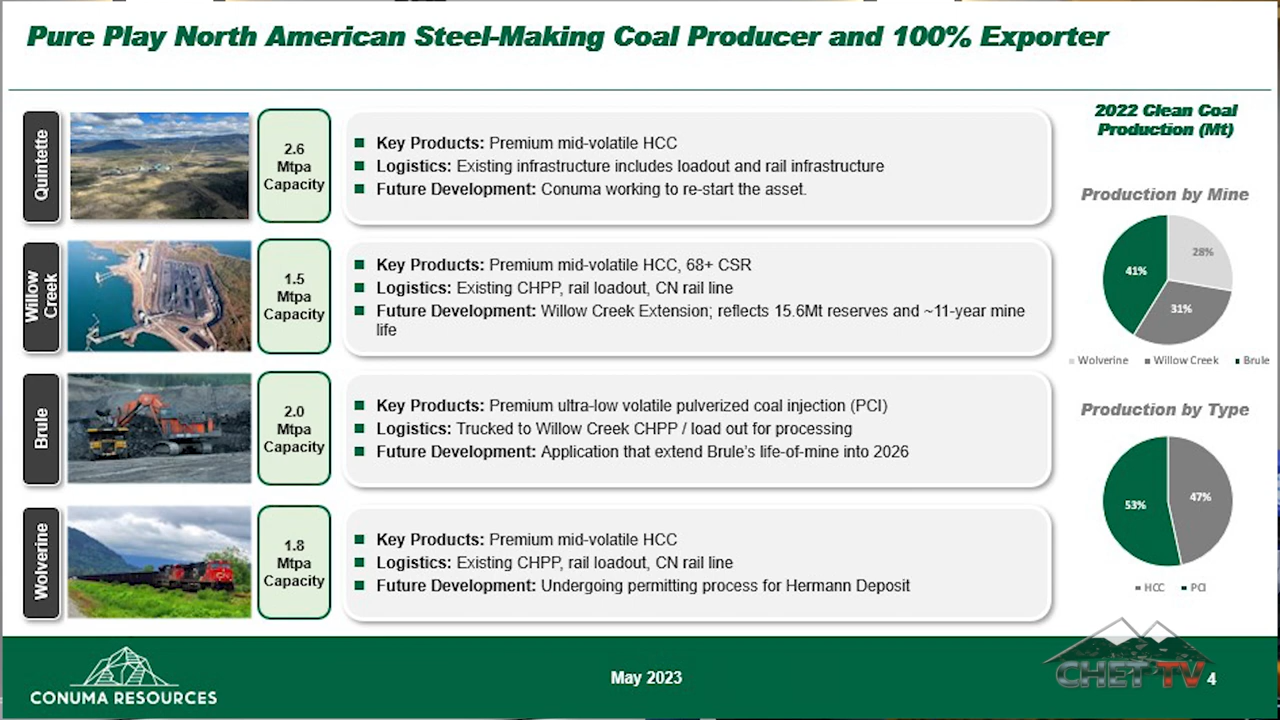 Pure Play North American Steel-Making Coal Producer and 100% Exporter
Quintette
2.6
Mtpa
Capacity
Key Products: Premium mid-volatile HCC
Logistics: Existing infrastructure includes loadout and rail infrastructure
Future Development: Conuma working to re-start the asset.
Willow
Creek
1.5
Mtpa
Capacity
Key Products: Premium mid-volatile HCC, 68+ CSR
Logistics: Existing CHPP, rail loadout, CN rail line
Future Development: Willow Creek Extension; reflects 15.6Mt reserves and ~11-year mine
life
Brule
2.0
Mtpa
Capacity
Key Products: Premium ultra-low volatile pulverized coal injection (PCI)
Logistics: Trucked to Willow Creek CHPP / load out for processing
Future Development: Application that extend Brule's life-of-mine into 2026
Wolverine
1.8
Mtpa
Capacity
Key Products: Premium mid-volatile HCC
Logistics: Existing CHPP, rail loadout, CN rail line
Future Development: Undergoing permitting process for Hermann Deposit
2022 Clean Coal
Production (Mt)
Production by Mine
28%
41%
31%
Wolverine Willow Creek Brule
Production by Type
47%
53%
HCC PCI
CONUMA RESOURCES
May 2023
CHET TV
4